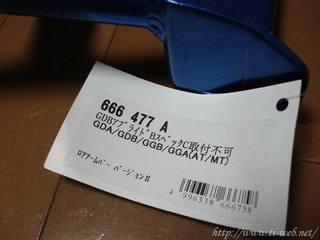 666 477 A
GDBアプライドBスペックC取付不可
GDA/GDB/GGB/GGA(AT/MT)
ロアアームバー バージョンⅡ
4 996338 666758
http://www.ti-web.net/